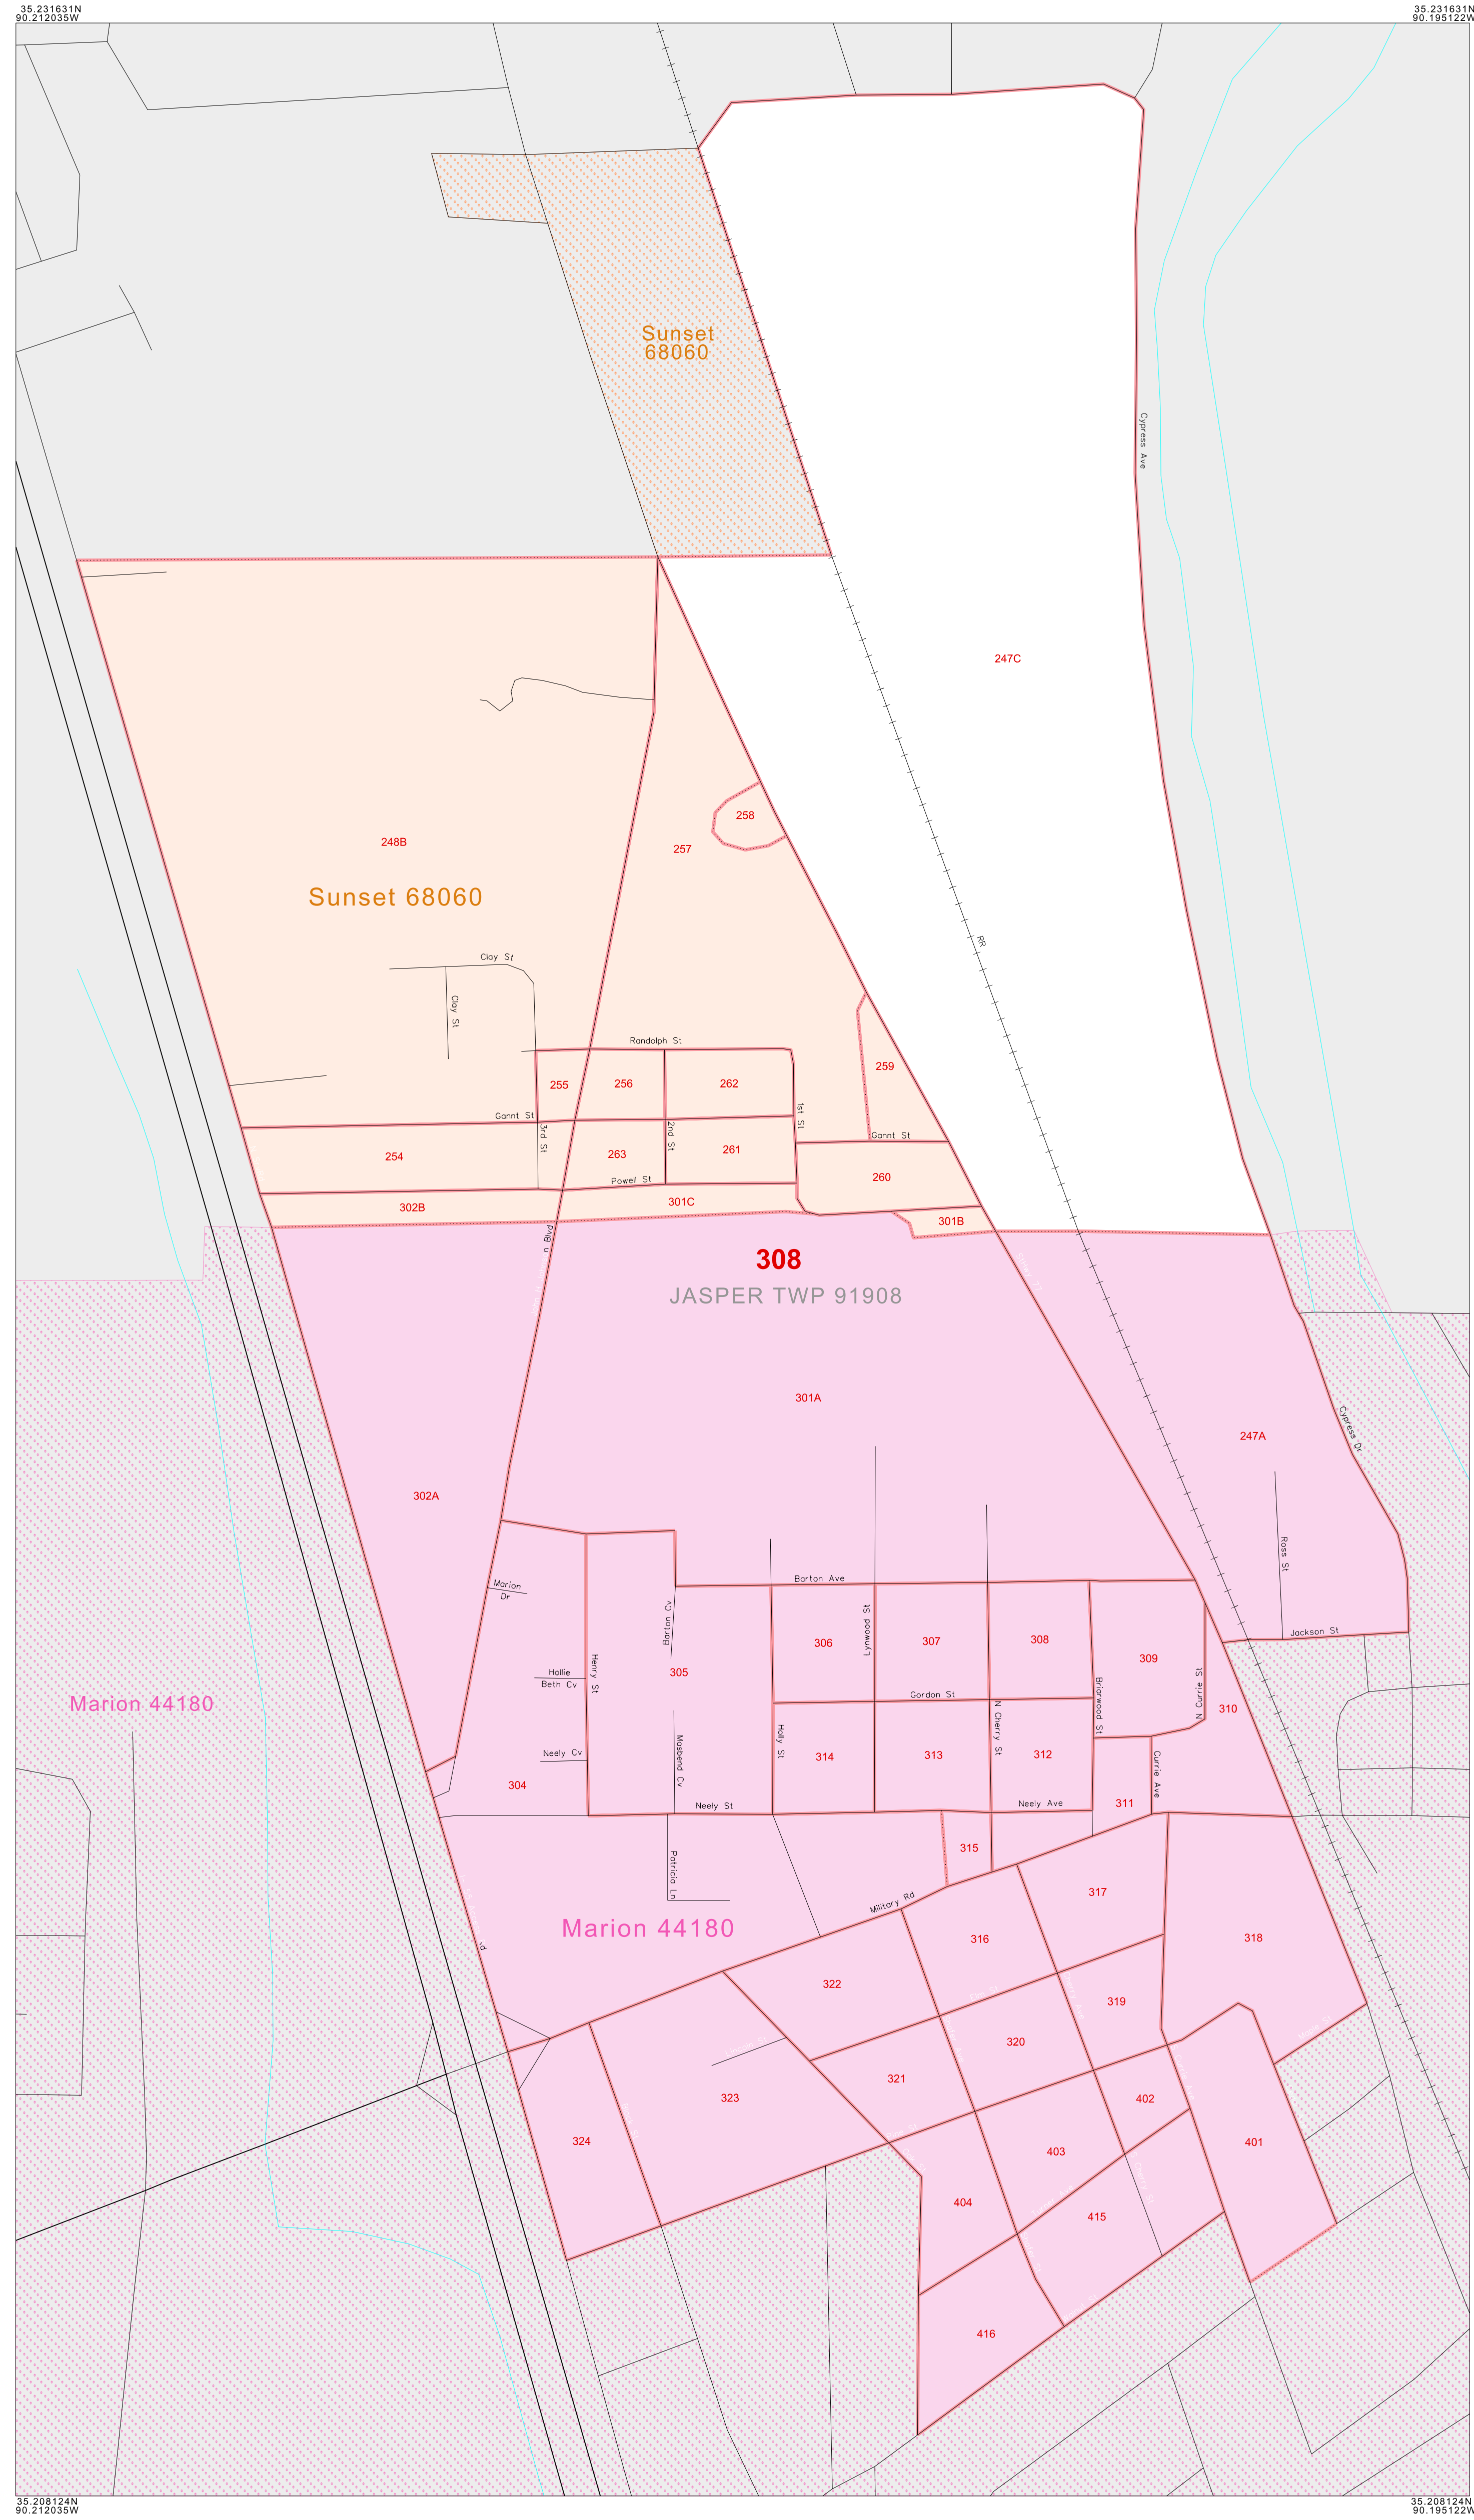 35.231631N
90.212035W
35.231631N
90.195122W
Sunset
68060
Cypress Ave
247C
258
248B
257
Sunset 68060
RR
Clay St
Clay St
Randolph St
259
255
256
262
1st St
Gannt St
3rd St
2nd St
Gannt St
254
263
261
Powell St
260
302B
301C
301B
n Blvd
308
JASPER TWP 91908
301A
247A
Cypress Dr
302A
Ross St
Marion
Dr
Barton Ave
Barton Cv
Lynwood St
Jackson St
306
307
308
309
Hollie
Beth Cv
Henry St
305
Gordon St
Briarwood St
N Currie St
310
Marion 44180
Holly St
N Cherry St
Neely Cv
Masbend Cv
314
313
312
Currie Ave
304
Neely St
Neely Ave
311
315
Patricia Ln
Military Rd
317
Marion 44180
316
318
322
319
320
321
323
402
324
403
401
404
415
416
35.208124N
90.212035W
35.208124N
90.195122W